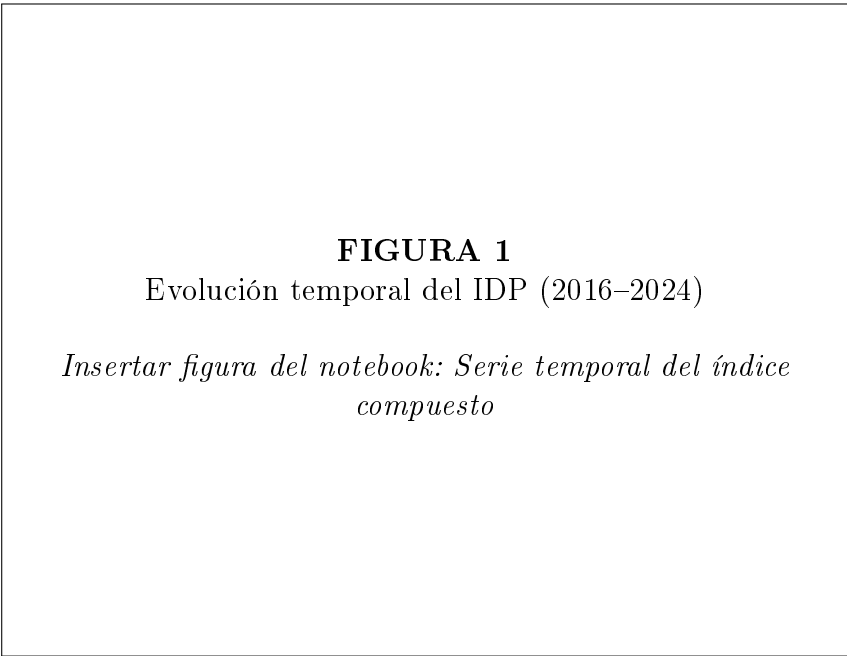 FIGURA 1
Evolución temporal del IDP (2016–2024)
Insertar figura del notebook: Serie temporal del índice
compuesto